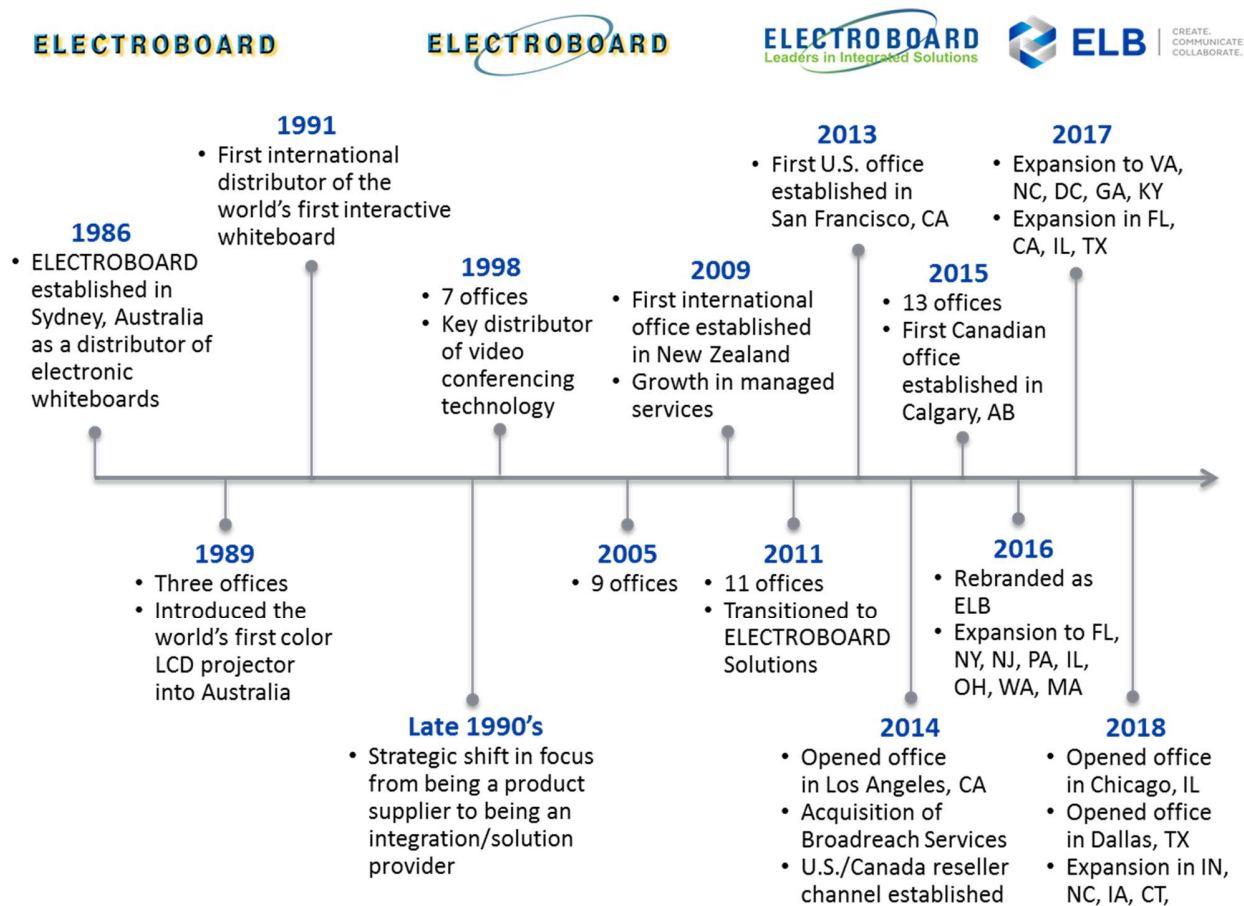 ELECTROBOARD
ELECTROBOARD
ELECTROBOARD
Leaders in Integrated Solutions
ELB
CREATE.
COMMUNICATE
COLLABORATE.
1986
• ELECTROBOARD
established in
Sydney, Australia
as a distributor of
electronic
whiteboards
1991
• First international
distributor of the
world's first interactive
whiteboard
1998
• 7 offices
• Key distributor
of video
conferencing
technology
2009
• First international
office established
in New Zealand
• Growth in managed
services
2013
• First U.S. office
established in
San Francisco, CA
2015
• 13 offices
• First Canadian
office
established in
Calgary, AB
2017
• Expansion to VA,
NC, DC, GA, KY
• Expansion in FL,
CA, IL, TX
1989
• Three offices
• Introduced the
world's first color
LCD projector
into Australia
Late 1990's
• Strategic shift in focus
from being a product
supplier to being an
integration/solution
provider
2005
• 9 offices
2011
• 11 offices
• Transitioned to
ELECTROBOARD
Solutions
2014
• Opened office
in Los Angeles, CA
• Acquisition of
Broadreach Services
• U.S./Canada reseller
channel established
2016
• Rebranded as
ELB
• Expansion to FL,
NY, NJ, PA, IL,
OH, WA, MA
2018
• Opened office
in Chicago, IL
• Opened office
in Dallas, TX
• Expansion in IN,
NC, IA, CT,